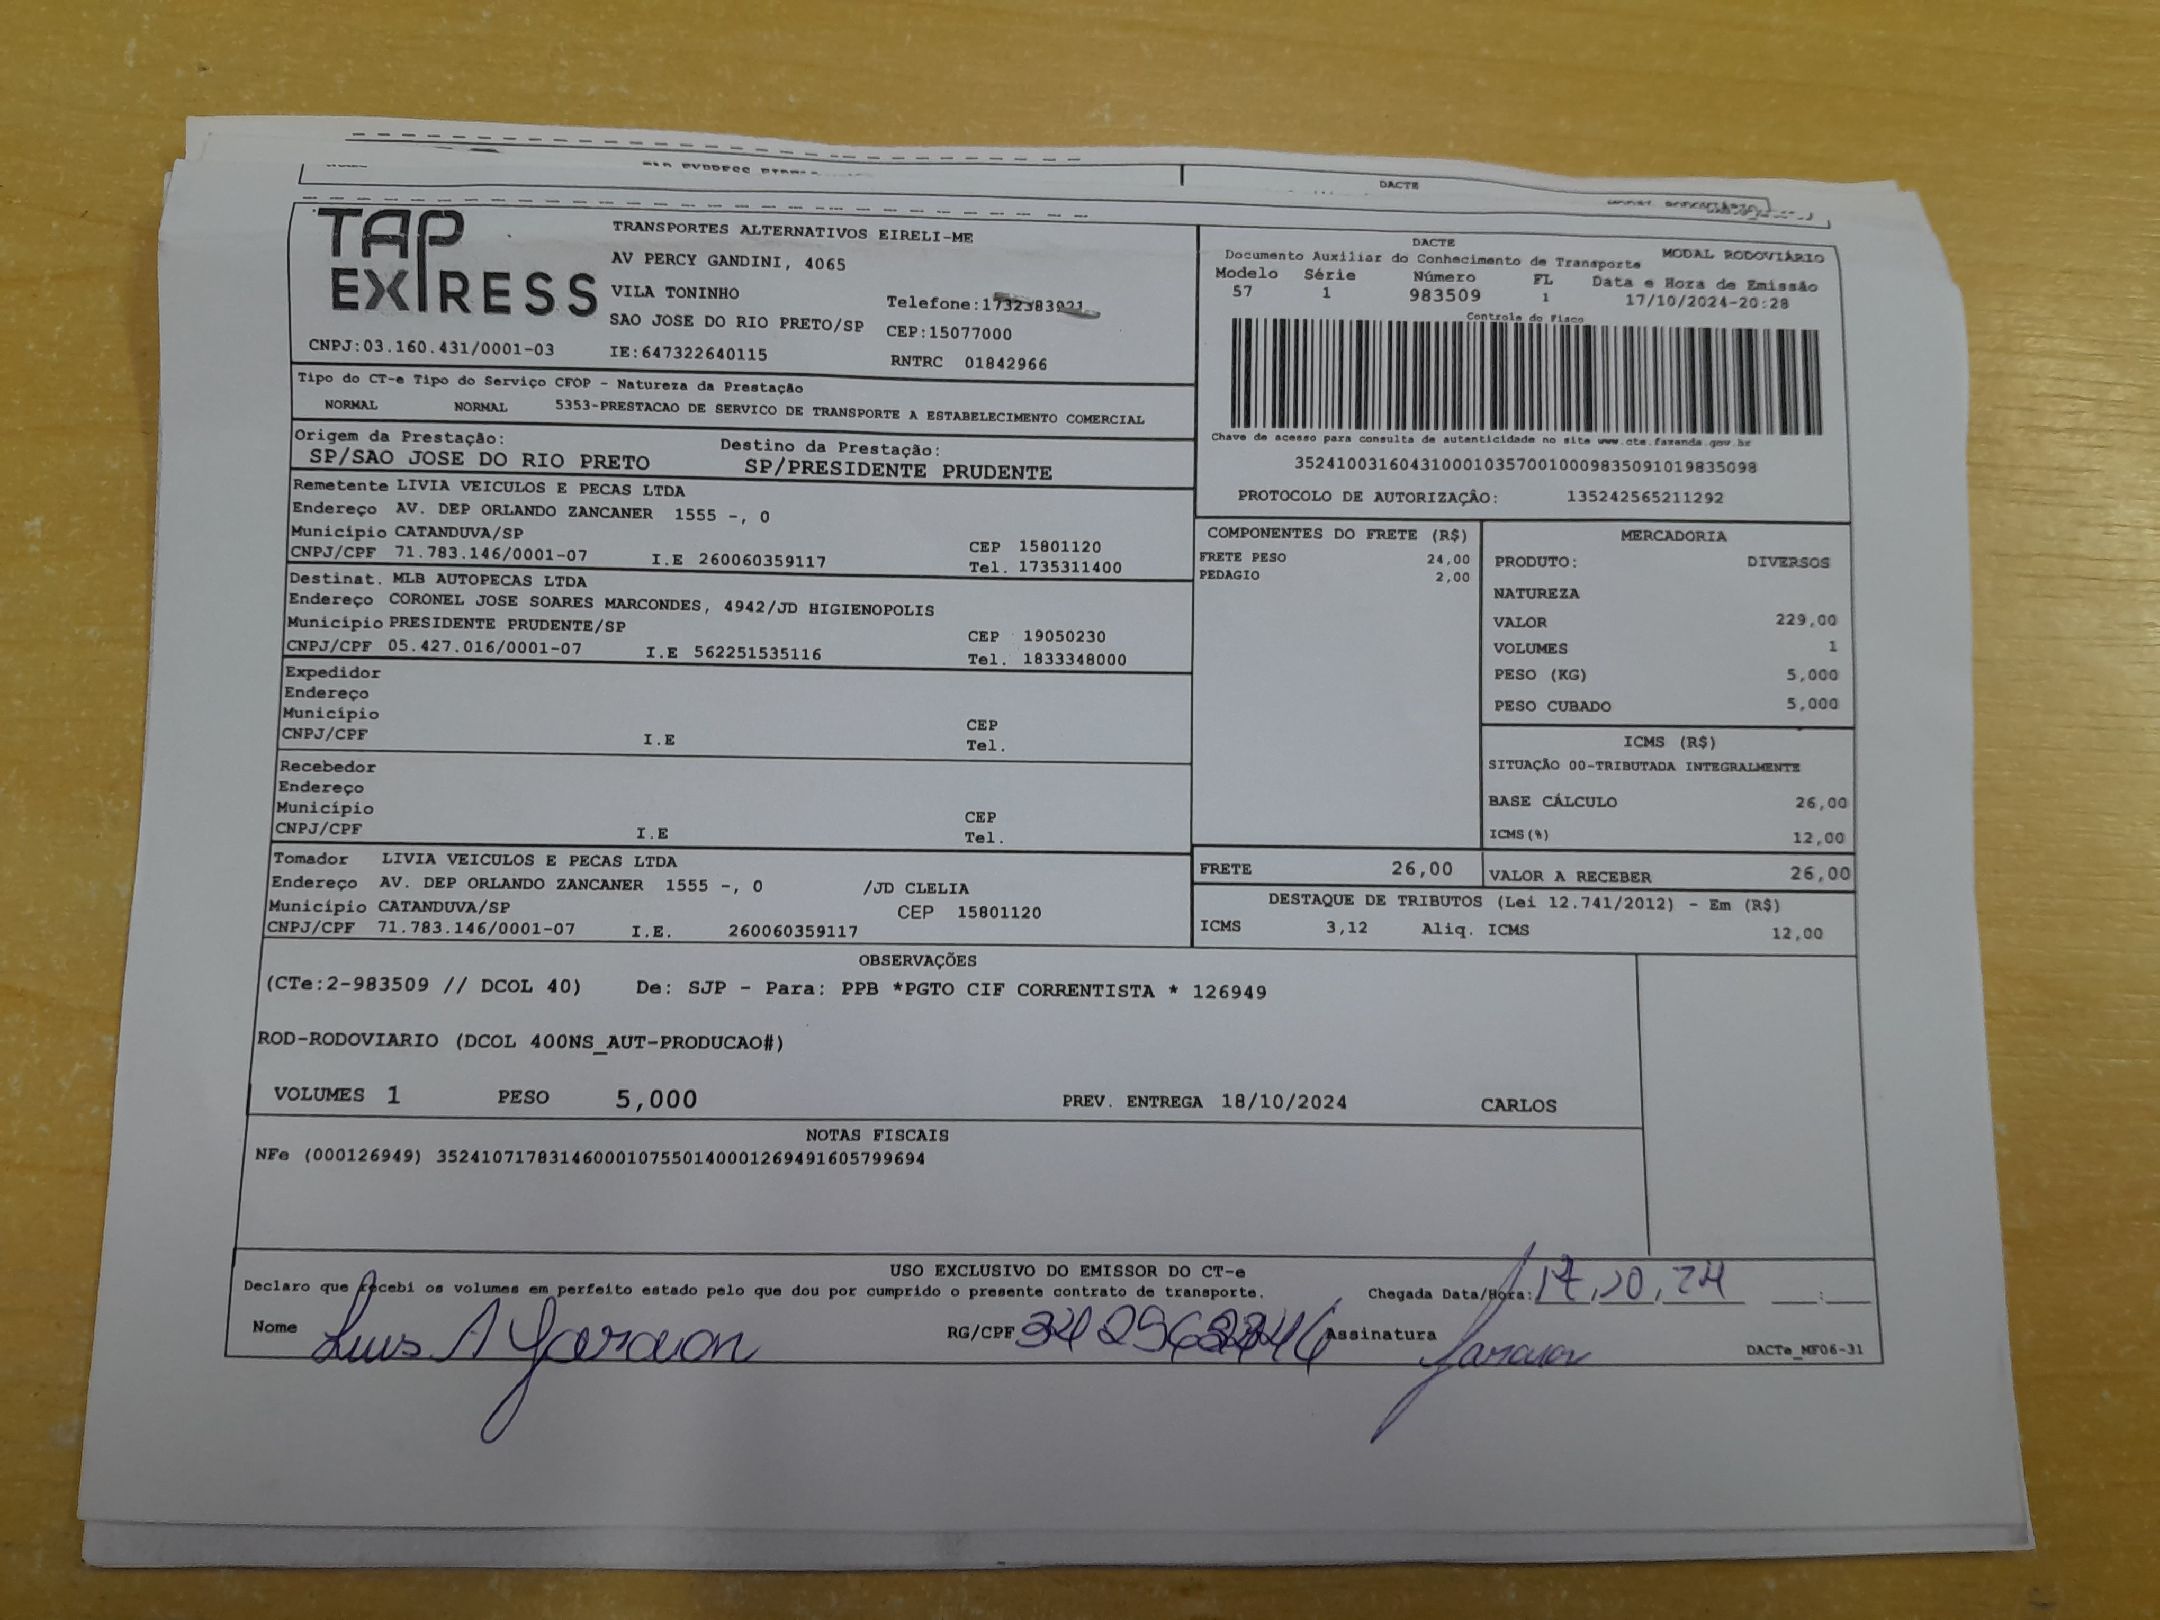 DACTE
TAP
EXPRESS
TRANSPORTES ALTERNATIVOS EIRELI-ME
AV PERCY GANDINI, 4065
VILA TONINHO
Telefone:1732383921
SAO JOSE DO RIO PRETO/SP CEP:15077000
CNPJ:03.160.431/0001-03 IE:647322640115 RNTRC 01842966
DACTE
Documento Auxiliar do Conhecimento de Transporte MODAL RODOVIÁRIO
Modelo Série Número FL Data e Hora de Emissão
57 1 983509 1 17/10/2024-20:28
Controle do Fisco
Chave de acesso para consulta de autenticidade no site www.cte.fazenda.gov.br
35241003160431000103570010009835091019835098
PROTOCOLO DE AUTORIZAÇÃO: 135242565211292
Tipo do CT-e Tipo do Serviço CFOP - Natureza da Prestação
NORMAL NORMAL 5353-PRESTACAO DE SERVICO DE TRANSPORTE A ESTABELECIMENTO COMERCIAL
Origem da Prestação: Destino da Prestação:
SP/SAO JOSE DO RIO PRETO SP/PRESIDENTE PRUDENTE
Remetente LIVIA VEICULOS E PECAS LTDA
Endereço AV. DEP ORLANDO ZANCANER 1555 -, 0
Município CATANDUVA/SP CEP 15801120
CNPJ/CPF 71.783.146/0001-07 I.E 260060359117 Tel. 1735311400
Destinat. MLB AUTOPECAS LTDA
Endereço CORONEL JOSE SOARES MARCONDES, 4942/JD HIGIENOPOLIS
Município PRESIDENTE PRUDENTE/SP CEP 19050230
CNPJ/CPF 05.427.016/0001-07 I.E 562251535116 Tel. 1833348000
Expedidor
Endereço
Município CEP
CNPJ/CPF I.E Tel.
Recebedor
Endereço
Município CEP
CNPJ/CPF I.E Tel.
Tomador LIVIA VEICULOS E PECAS LTDA
Endereço AV. DEP ORLANDO ZANCANER 1555 -, 0 /JD CLELIA
Município CATANDUVA/SP CEP 15801120
CNPJ/CPF 71.783.146/0001-07 I.E. 260060359117
COMPONENTES DO FRETE (R$)
FRETE PESO 24,00
PEDAGIO 2,00
MERCADORIA
PRODUTO: DIVERSOS
NATUREZA
VALOR 229,00
VOLUMES 1
PESO (KG) 5,000
PESO CUBADO 5,000
ICMS (R$)
SITUAÇÃO 00-TRIBUTADA INTEGRALMENTE
BASE CÁLCULO 26,00
ICMS(%) 12,00
FRETE 26,00 VALOR A RECEBER 26,00
DESTAQUE DE TRIBUTOS (Lei 12.741/2012) - Em (R$)
ICMS 3,12 Aliq. ICMS 12,00
OBSERVAÇÕES
(CTe:2-983509 // DCOL 40) De: SJP - Para: PPB *PGTO CIF CORRENTISTA * 126949
ROD-RODOVIARIO (DCOL 400NS_AUT-PRODUCAO#)
VOLUMES 1 PESO 5,000 PREV. ENTREGA 18/10/2024 CARLOS
NOTAS FISCAIS
NFe (000126949) 35241071783146000107550140001269491605799694
USO EXCLUSIVO DO EMISSOR DO CT-e
Declaro que recebi os volumes em perfeito estado pelo que dou por cumprido o presente contrato de transporte. Chegada Data/Hora: 17,10,24 :
Nome Luis A RG/CPF Assinatura
DACTe_MF06-31